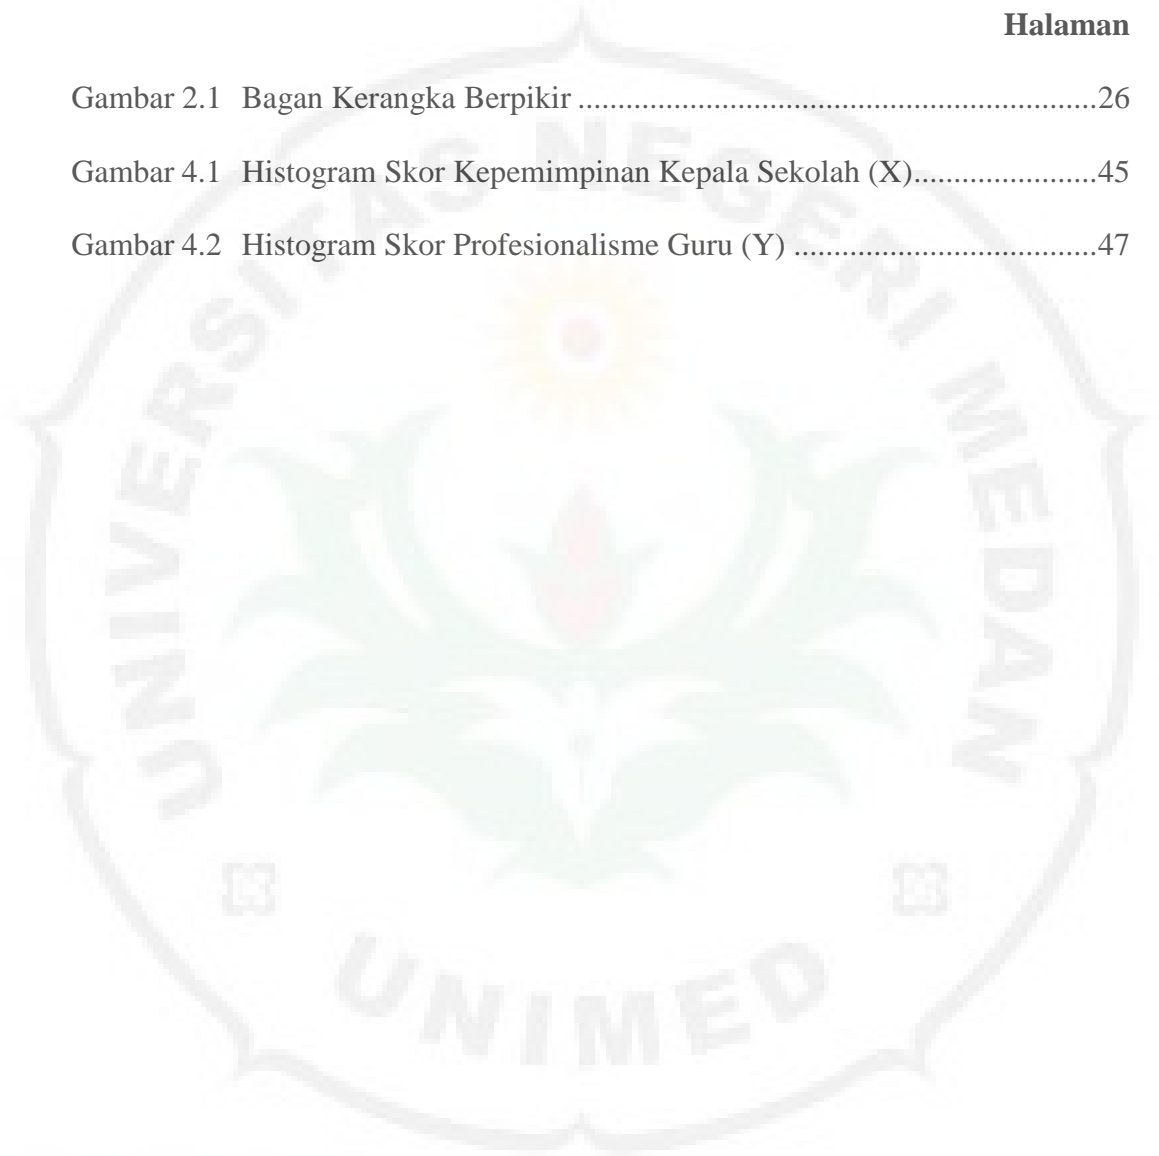 Halaman
Gambar 2.1 Bagan Kerangka Berpikir ................................................................26
Gambar 4.1 Histogram Skor Kepemimpinan Kepala Sekolah (X).......................45
Gambar 4.2 Histogram Skor Profesionalisme Guru (Y) ......................................47
UNIVERSITAS NEGERI MEDAN
UNIMED